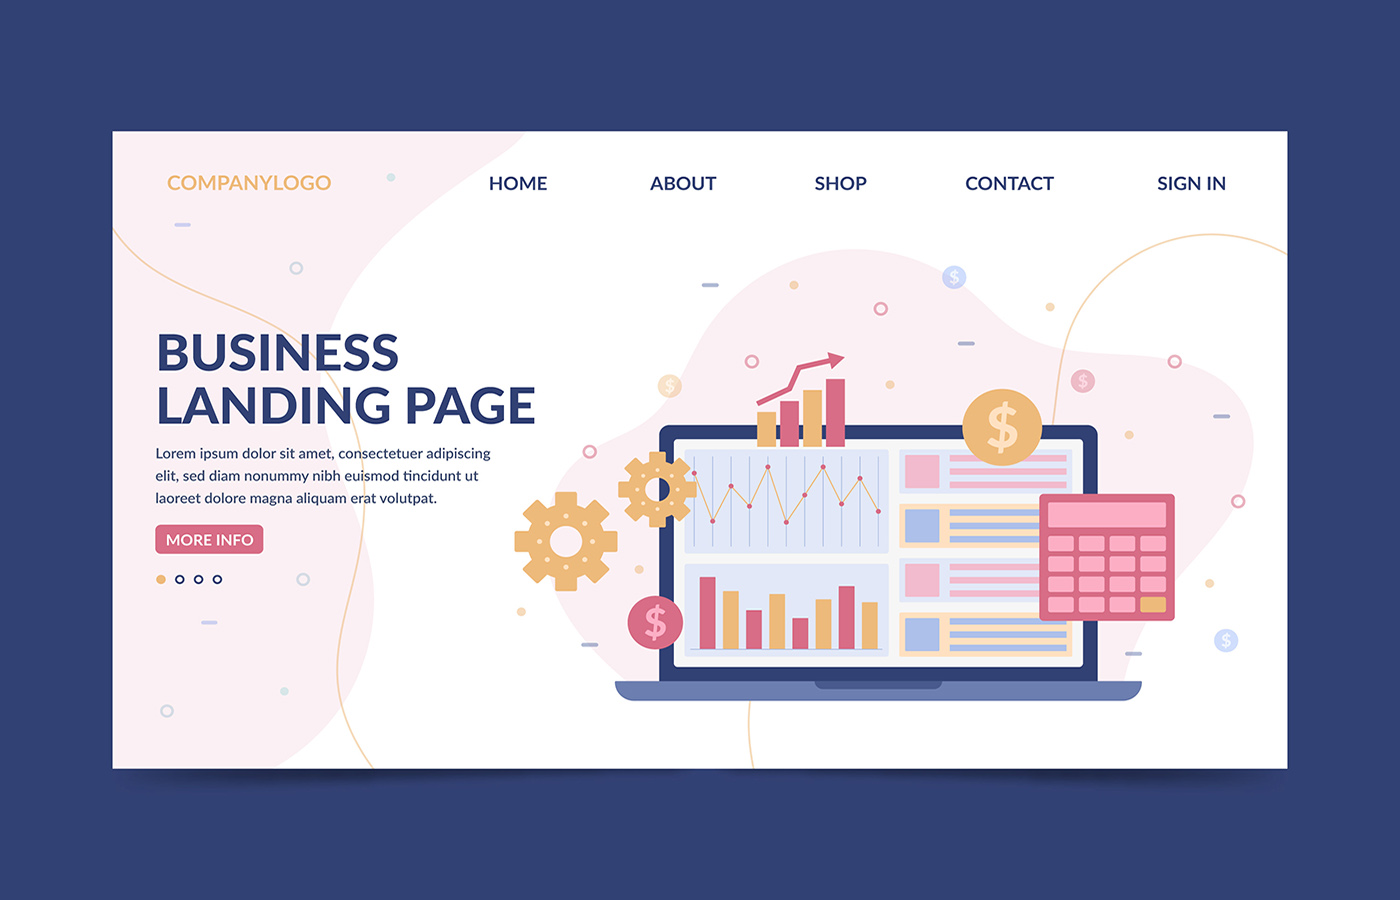 COMPANYLOGO
HOME
ABOUT
SHOP
CONTACT
SIGN IN
BUSINESS
LANDING PAGE
Lorem ipsum dolor sit amet, consectetuer adipiscing
elit, sed diam nonummy nibh euismod tincidunt ut
laoreet dolore magna aliquam erat volutpat.
MORE INFO
$
$
$
$
$
$